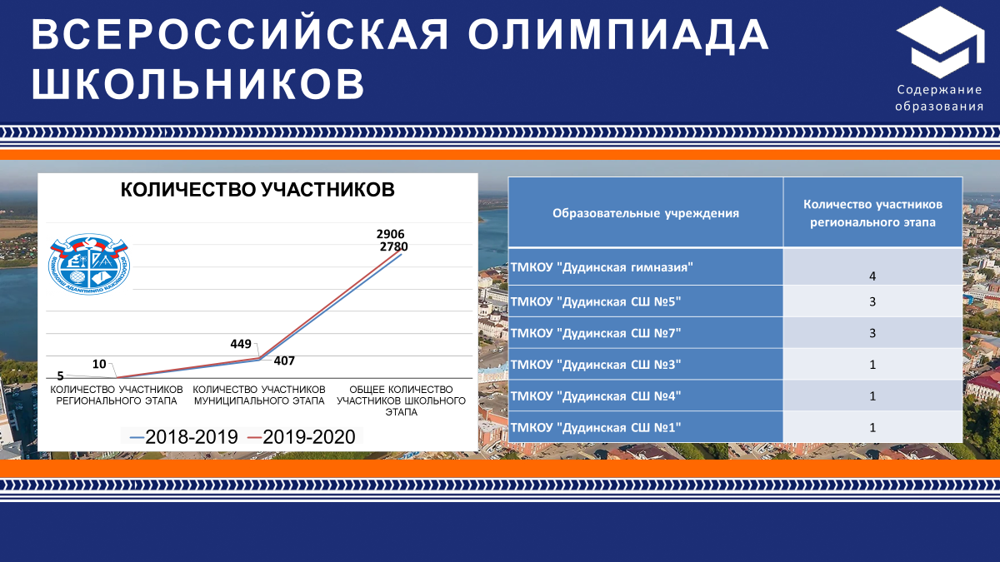 ВСЕРОССИЙСКАЯ ОЛИМПИАДА
ШКОЛЬНИКОВ
Содержание
образования
КОЛИЧЕСТВО УЧАСТНИКОВ
2906
2780
449
407
10
5
КОЛИЧЕСТВО УЧАСТНИКОВ
РЕГИОНАЛЬНОГО ЭТАПА
КОЛИЧЕСТВО УЧАСТНИКОВ
МУНИЦИПАЛЬНОГО ЭТАПА
ОБЩЕЕ КОЛИЧЕСТВО
УЧАСТНИКОВ ШКОЛЬНОГО
ЭТАПА
2018-2019 2019-2020
Образовательные учреждения
Количество участников
регионального этапа
ТМКОУ "Дудинская гимназия" 4
ТМКОУ "Дудинская СШ №5" 3
ТМКОУ "Дудинская СШ №7" 3
ТМКОУ "Дудинская СШ №3" 1
ТМКОУ "Дудинская СШ №4" 1
ТМКОУ "Дудинская СШ №1" 1